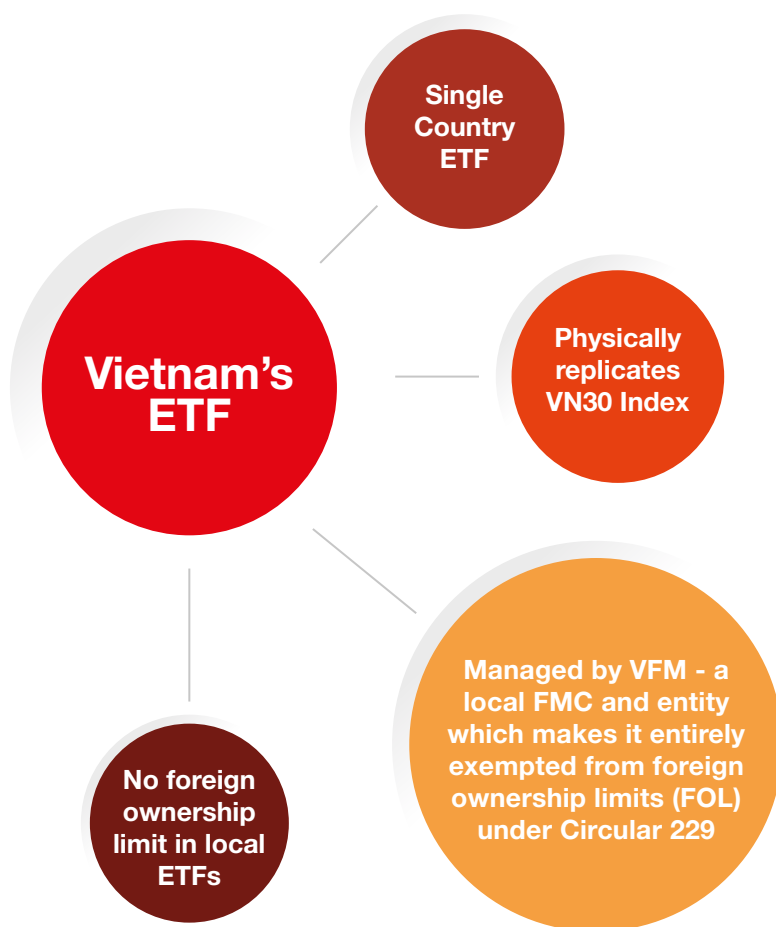 Single
Country
ETF
Vietnam’s
ETF
Physically
replicates
VN30 Index
Managed by VFM - a
local FMC and entity
which makes it entirely
exempted from foreign
ownership limits (FOL)
under Circular 229
No foreign
ownership
limit in local
ETFs